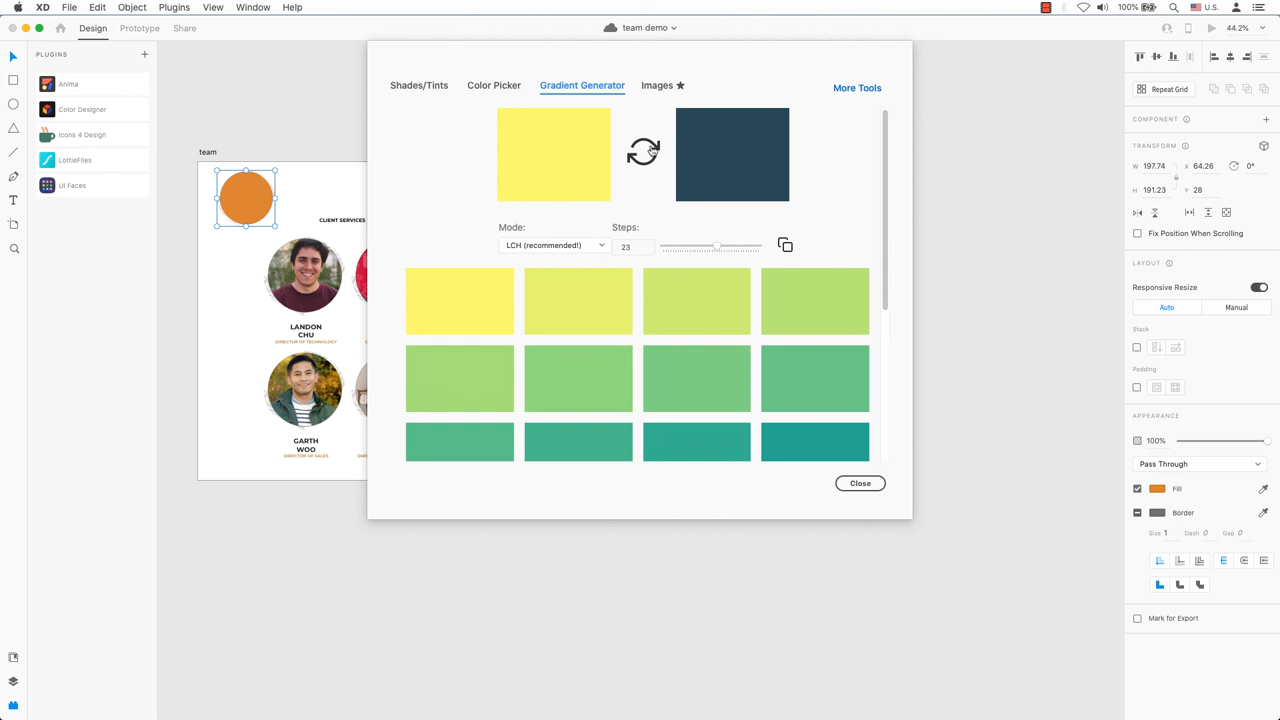 XD File Edit Object Plugins View Window Help 100% U.S.
Design Prototype Share team demo 44.2%
PLUGINS
Anima
Color Designer
Icons 4 Design
LottieFiles
UI Faces
team
CLIENT SERVICES
LANDON
CHU
DIRECTOR OF TECHNOLOGY
GARTH
WOO
DIRECTOR OF SALES
Shades/Tints Color Picker Gradient Generator Images ★ More Tools
Mode: Steps:
LCH (recommended!) 23
Close
Repeat Grid
COMPONENT
TRANSFORM
W 197.74 X 64.26 0°
H 191.23 Y 28
Fix Position When Scrolling
LAYOUT
Responsive Resize
Auto Manual
Stack
Padding
APPEARANCE
100%
Pass Through
Fill
Border
Size 1 Dash 0 Gap 0
Mark for Export